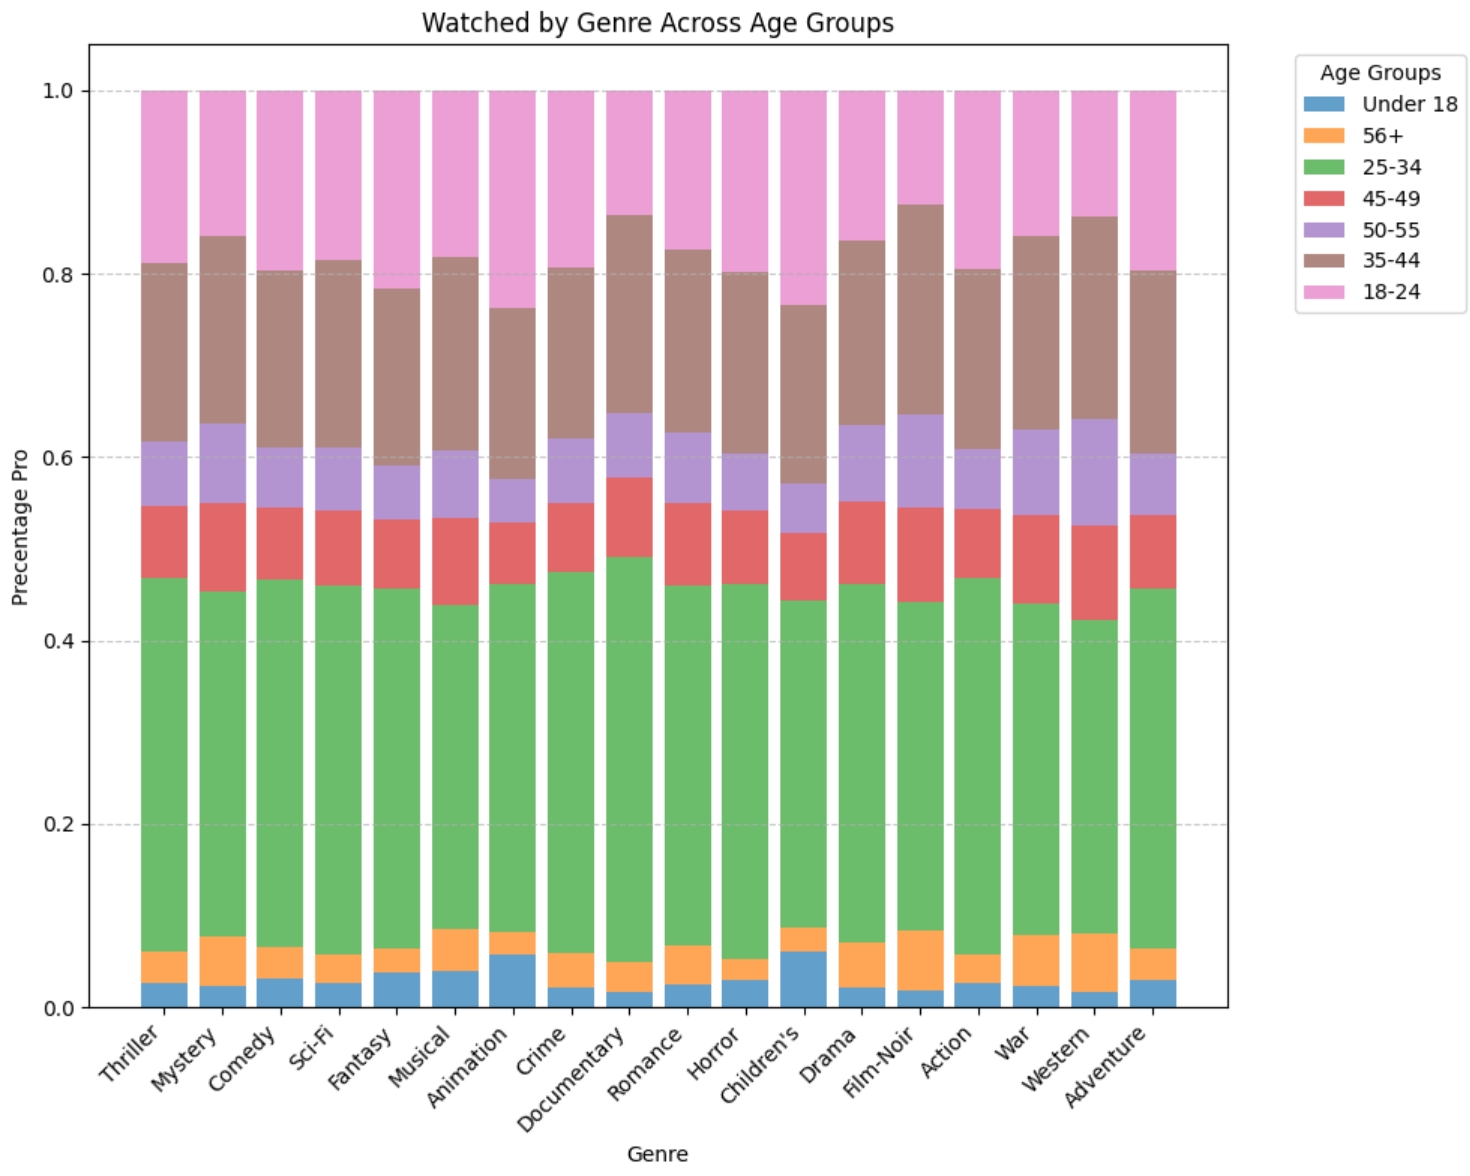 Watched by Genre Across Age Groups
Age Groups
Under 18
56+
25-34
45-49
50-55
35-44
18-24
1.0
0.8
0.6
0.4
0.2
0.0
Precentage Pro
Thriller
Mystery
Comedy
Sci-Fi
Fantasy
Musical
Animation
Crime
Documentary
Romance
Horror
Children's
Drama
Film-Noir
Action
War
Western
Adventure
Genre